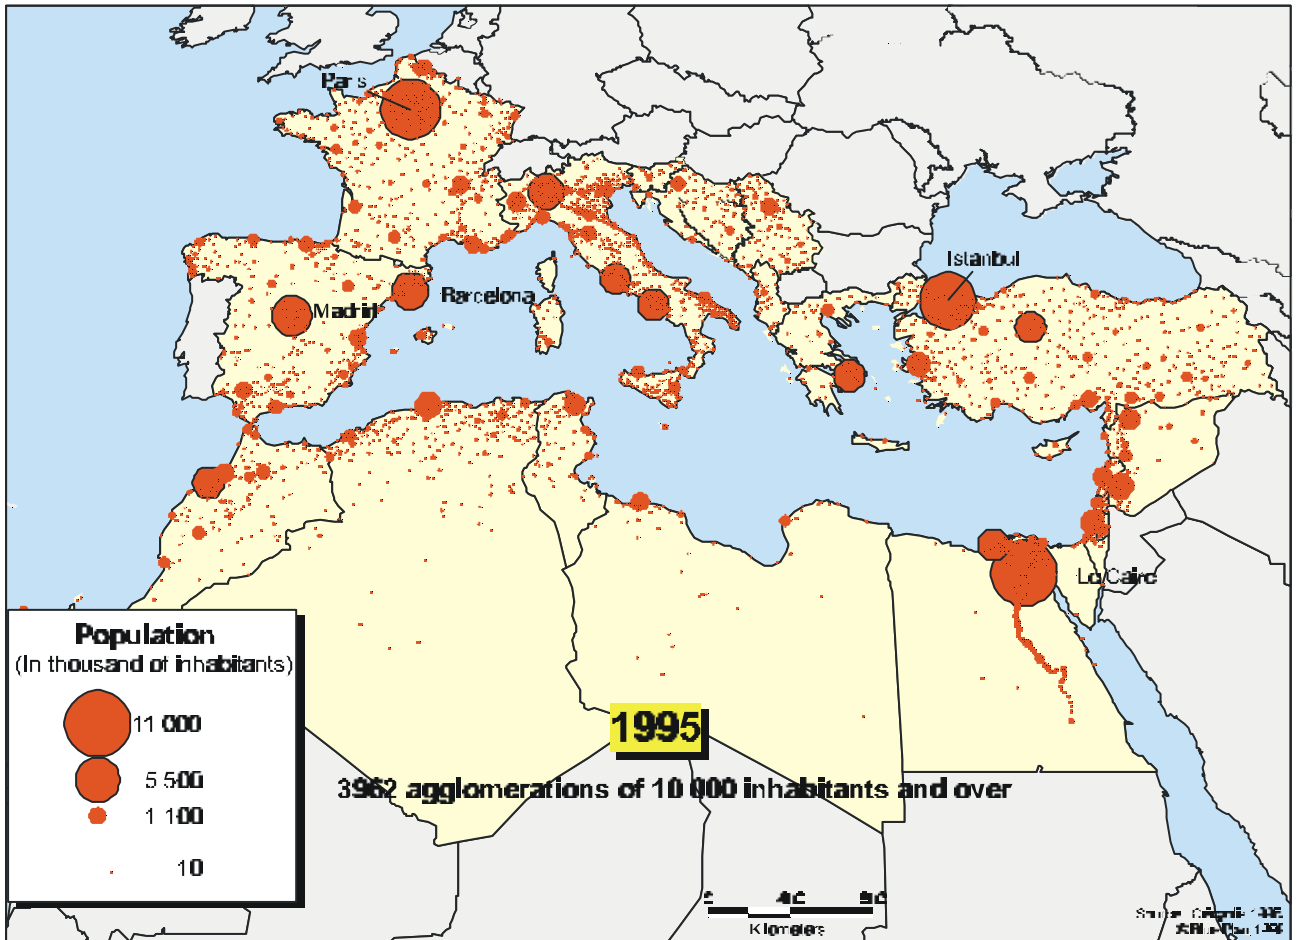 Paris
Istanbul
Madrid
Barcelona
Le Caire
Population
(In thousand of inhabitants)
11 000
5 500
1 100
10
1995
3962 agglomerations of 10 000 inhabitants and over
0
Kilometers